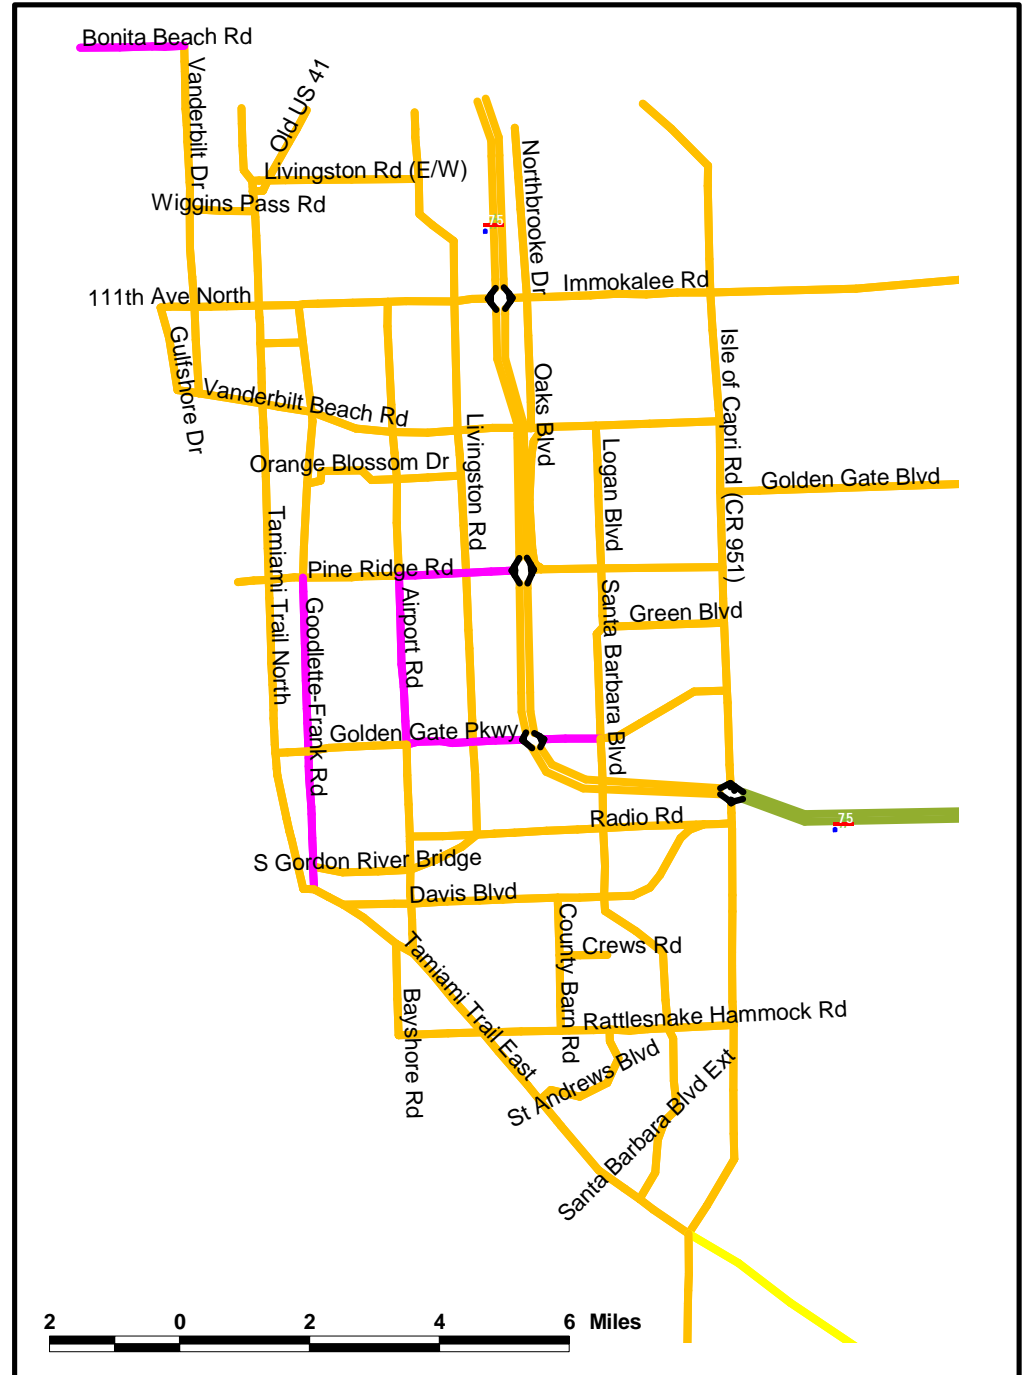 Bonita Beach Rd
Vanderbilt Dr
Old US 41
Livingston Rd (E/W)
Wiggins Pass Rd
Northbrooke Dr
75
111th Ave North
Immokalee Rd
Gulfshore Dr
Vanderbilt Beach Rd
Oaks Blvd
Isle of Capri Rd (CR 951)
Livingston Rd
Logan Blvd
Orange Blossom Dr
Golden Gate Blvd
Tamiami Trail North
Pine Ridge Rd
Goodlette-Frank Rd
Airport Rd
Santa Barbara Blvd
Green Blvd
Golden Gate Pkwy
Radio Rd
75
S Gordon River Bridge
Davis Blvd
County Barn Rd
Crews Rd
Tamiami Trail East
Bayshore Rd
Rattlesnake Hammock Rd
St Andrews Blvd
Santa Barbara Blvd Ext
2 0 2 4 6 Miles